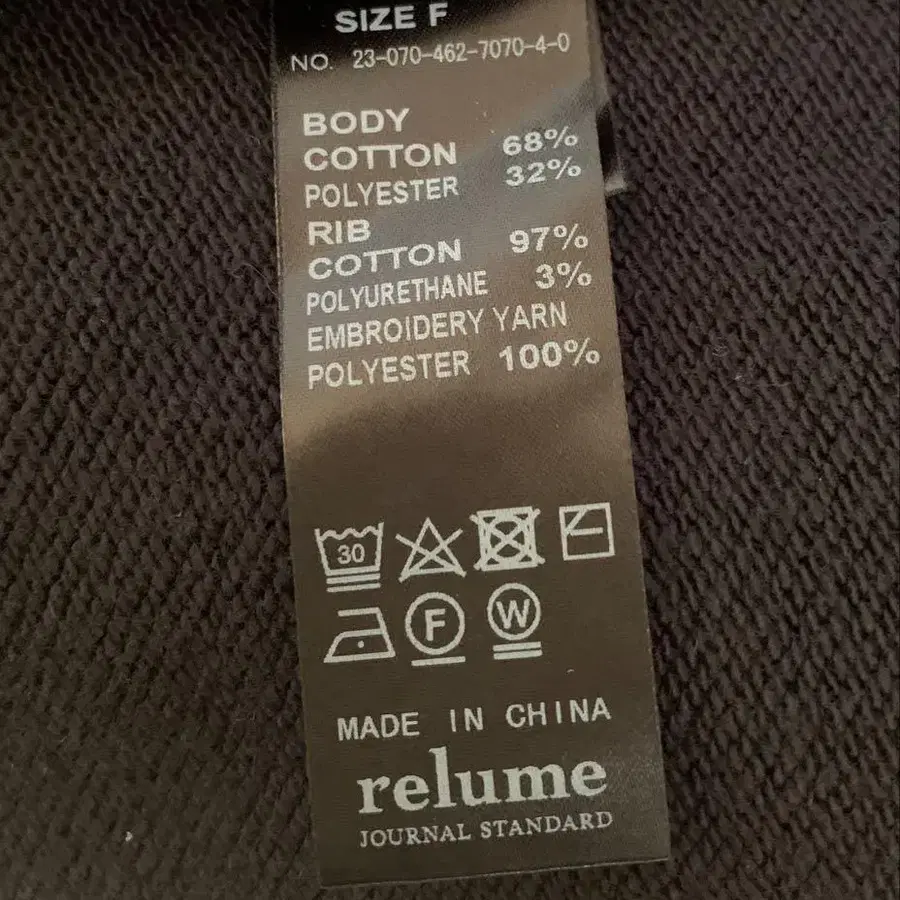 SIZE F
NO. 23-070-462-7070-4-0
BODY
COTTON 68%
POLYESTER 32%
RIB
COTTON 97%
POLYURETHANE 3%
EMBROIDERY YARN
POLYESTER 100%
30
F W
MADE IN CHINA
relume
JOURNAL STANDARD